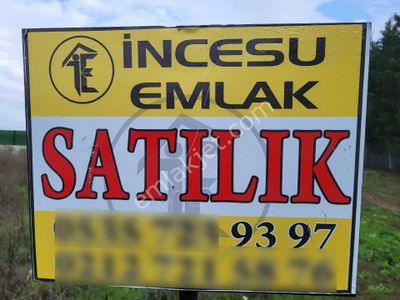 İNCESU
EMLAK
SATILIK
93 97
emlakjet.com